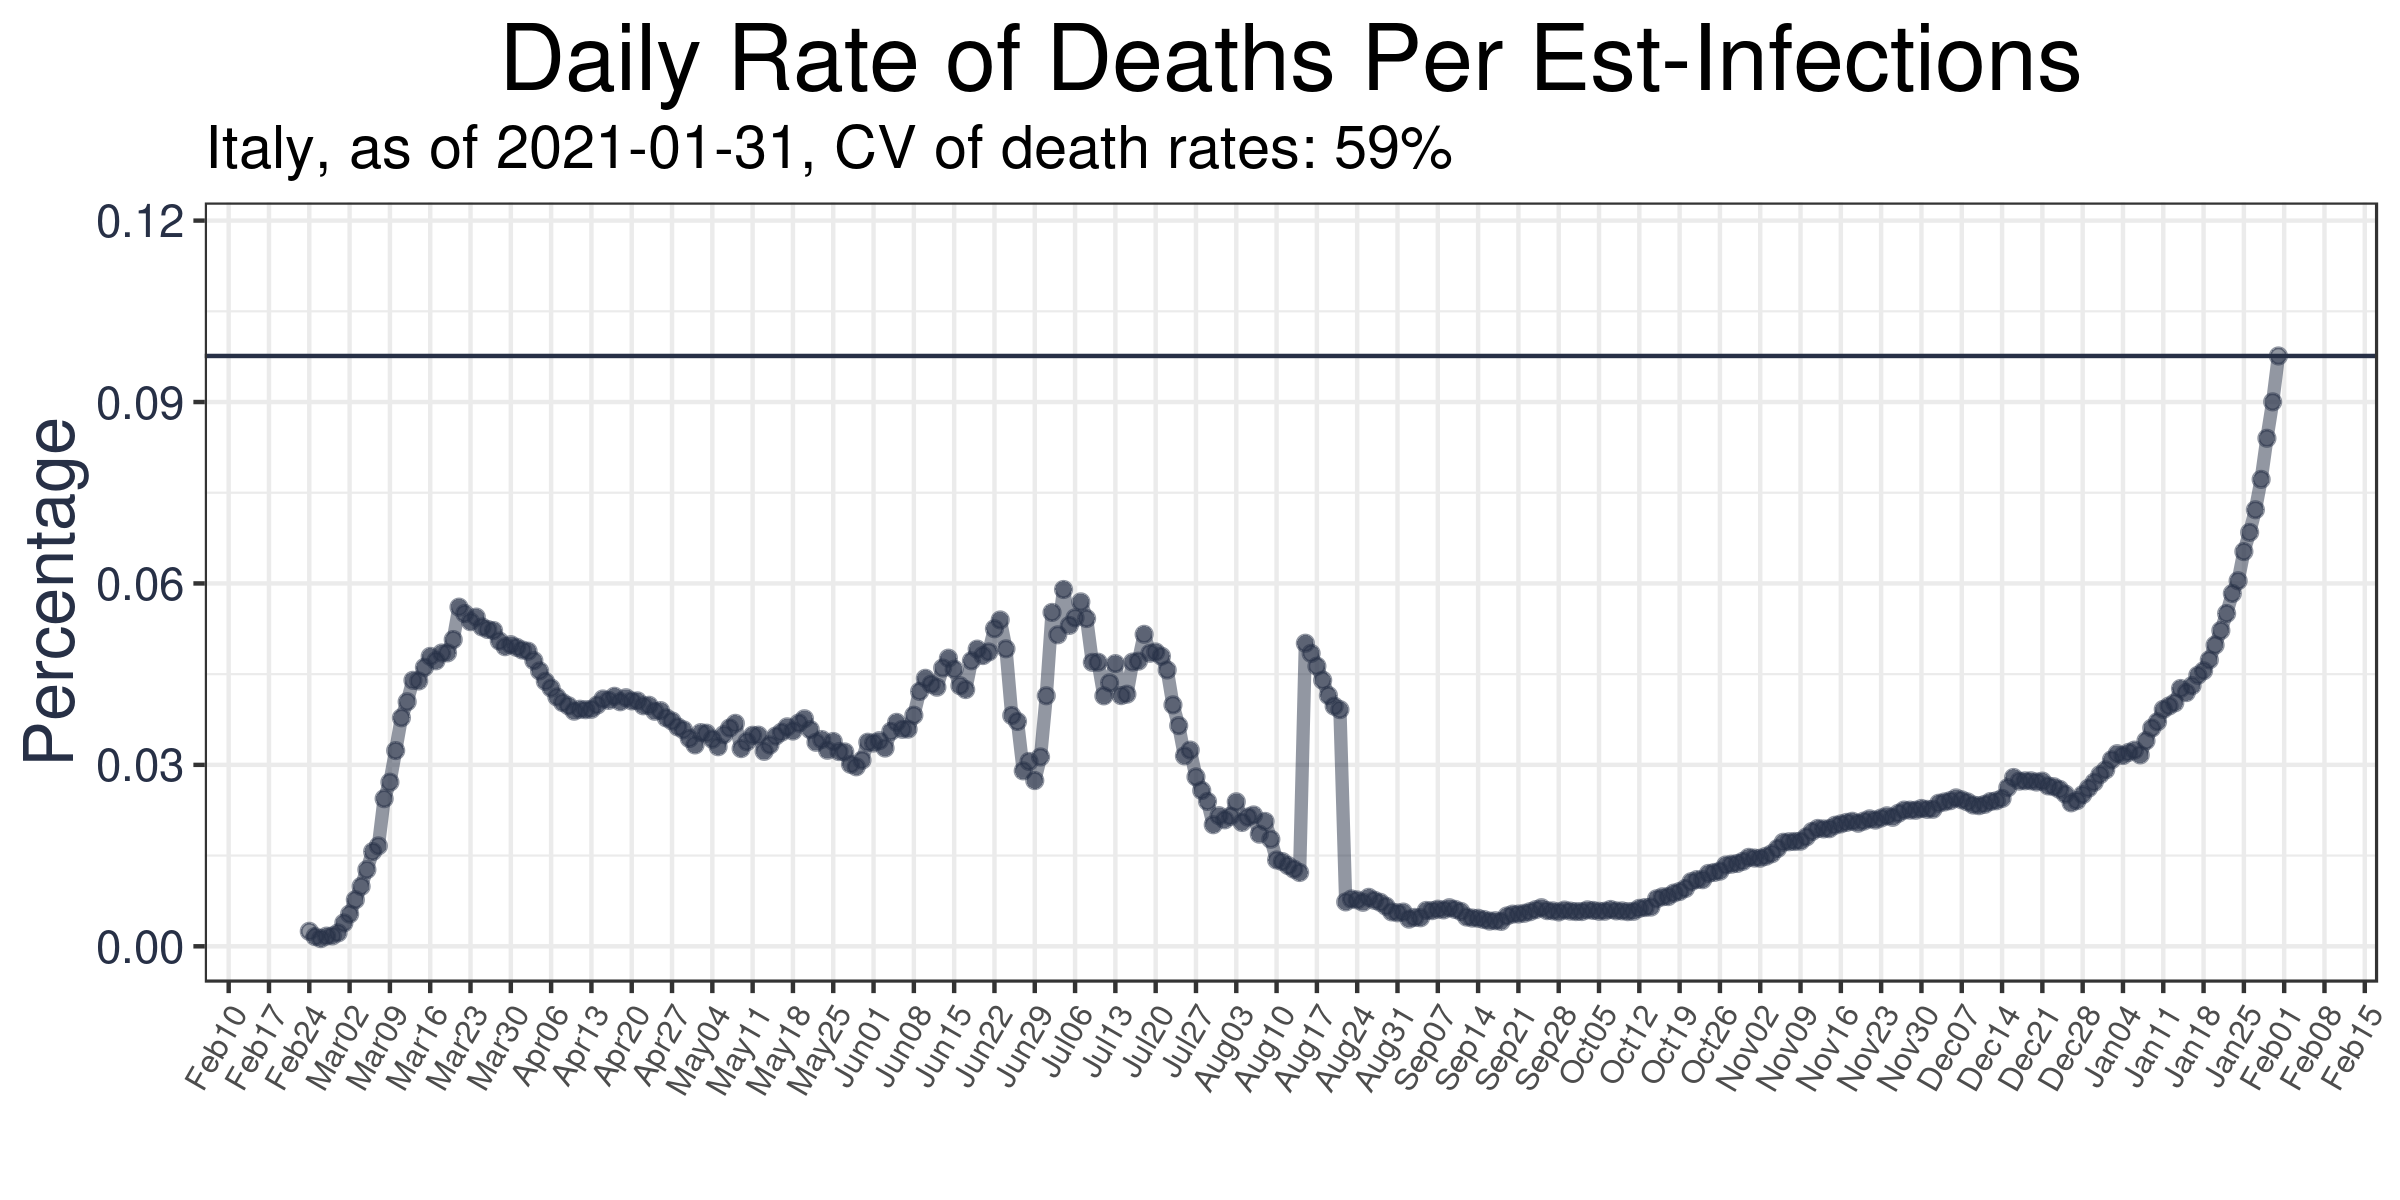 Daily Rate of Deaths Per Est-Infections
Italy, as of 2021-01-31, CV of death rates: 59%
Percentage
0.12
0.09
0.06
0.03
0.00
Feb10
Feb17
Feb24
Mar02
Mar09
Mar16
Mar23
Mar30
Apr06
Apr13
Apr20
Apr27
May04
May11
May18
May25
Jun01
Jun08
Jun15
Jun22
Jun29
Jul06
Jul13
Jul20
Jul27
Aug03
Aug10
Aug17
Aug24
Aug31
Sep07
Sep14
Sep21
Sep28
Oct05
Oct12
Oct19
Oct26
Nov02
Nov09
Nov16
Nov23
Nov30
Dec07
Dec14
Dec21
Dec28
Jan04
Jan11
Jan18
Jan25
Feb01
Feb08
Feb15